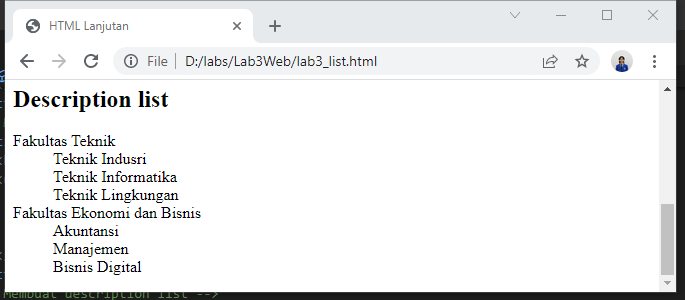 HTML Lanjutan
File
D:/labs/Lab3Web/lab3_list.html
Description list
Fakultas Teknik
Teknik Indusri
Teknik Informatika
Teknik Lingkungan
Fakultas Ekonomi dan Bisnis
Akuntansi
Manajemen
Bisnis Digital
Membuat description list -->